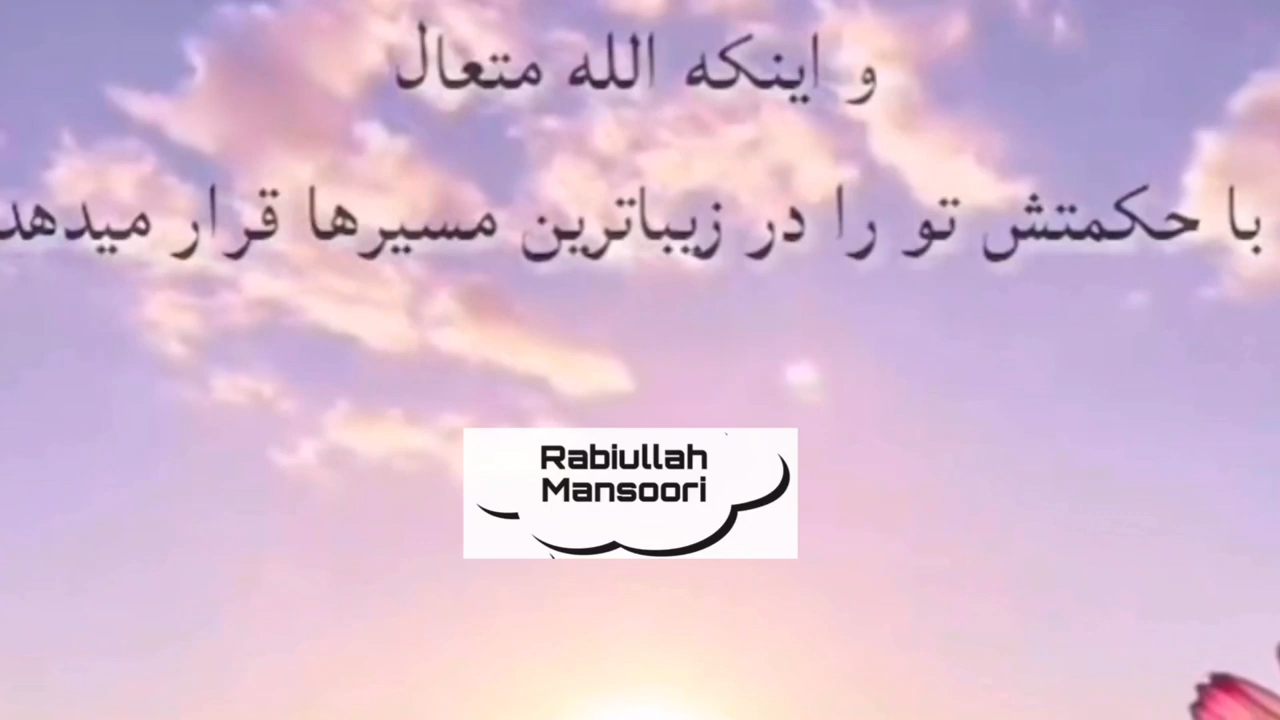 و اینکه الله متعال
با حکمتش تو را در زیباترین مسیرها قرار میدهد
Rabiullah
Mansoori